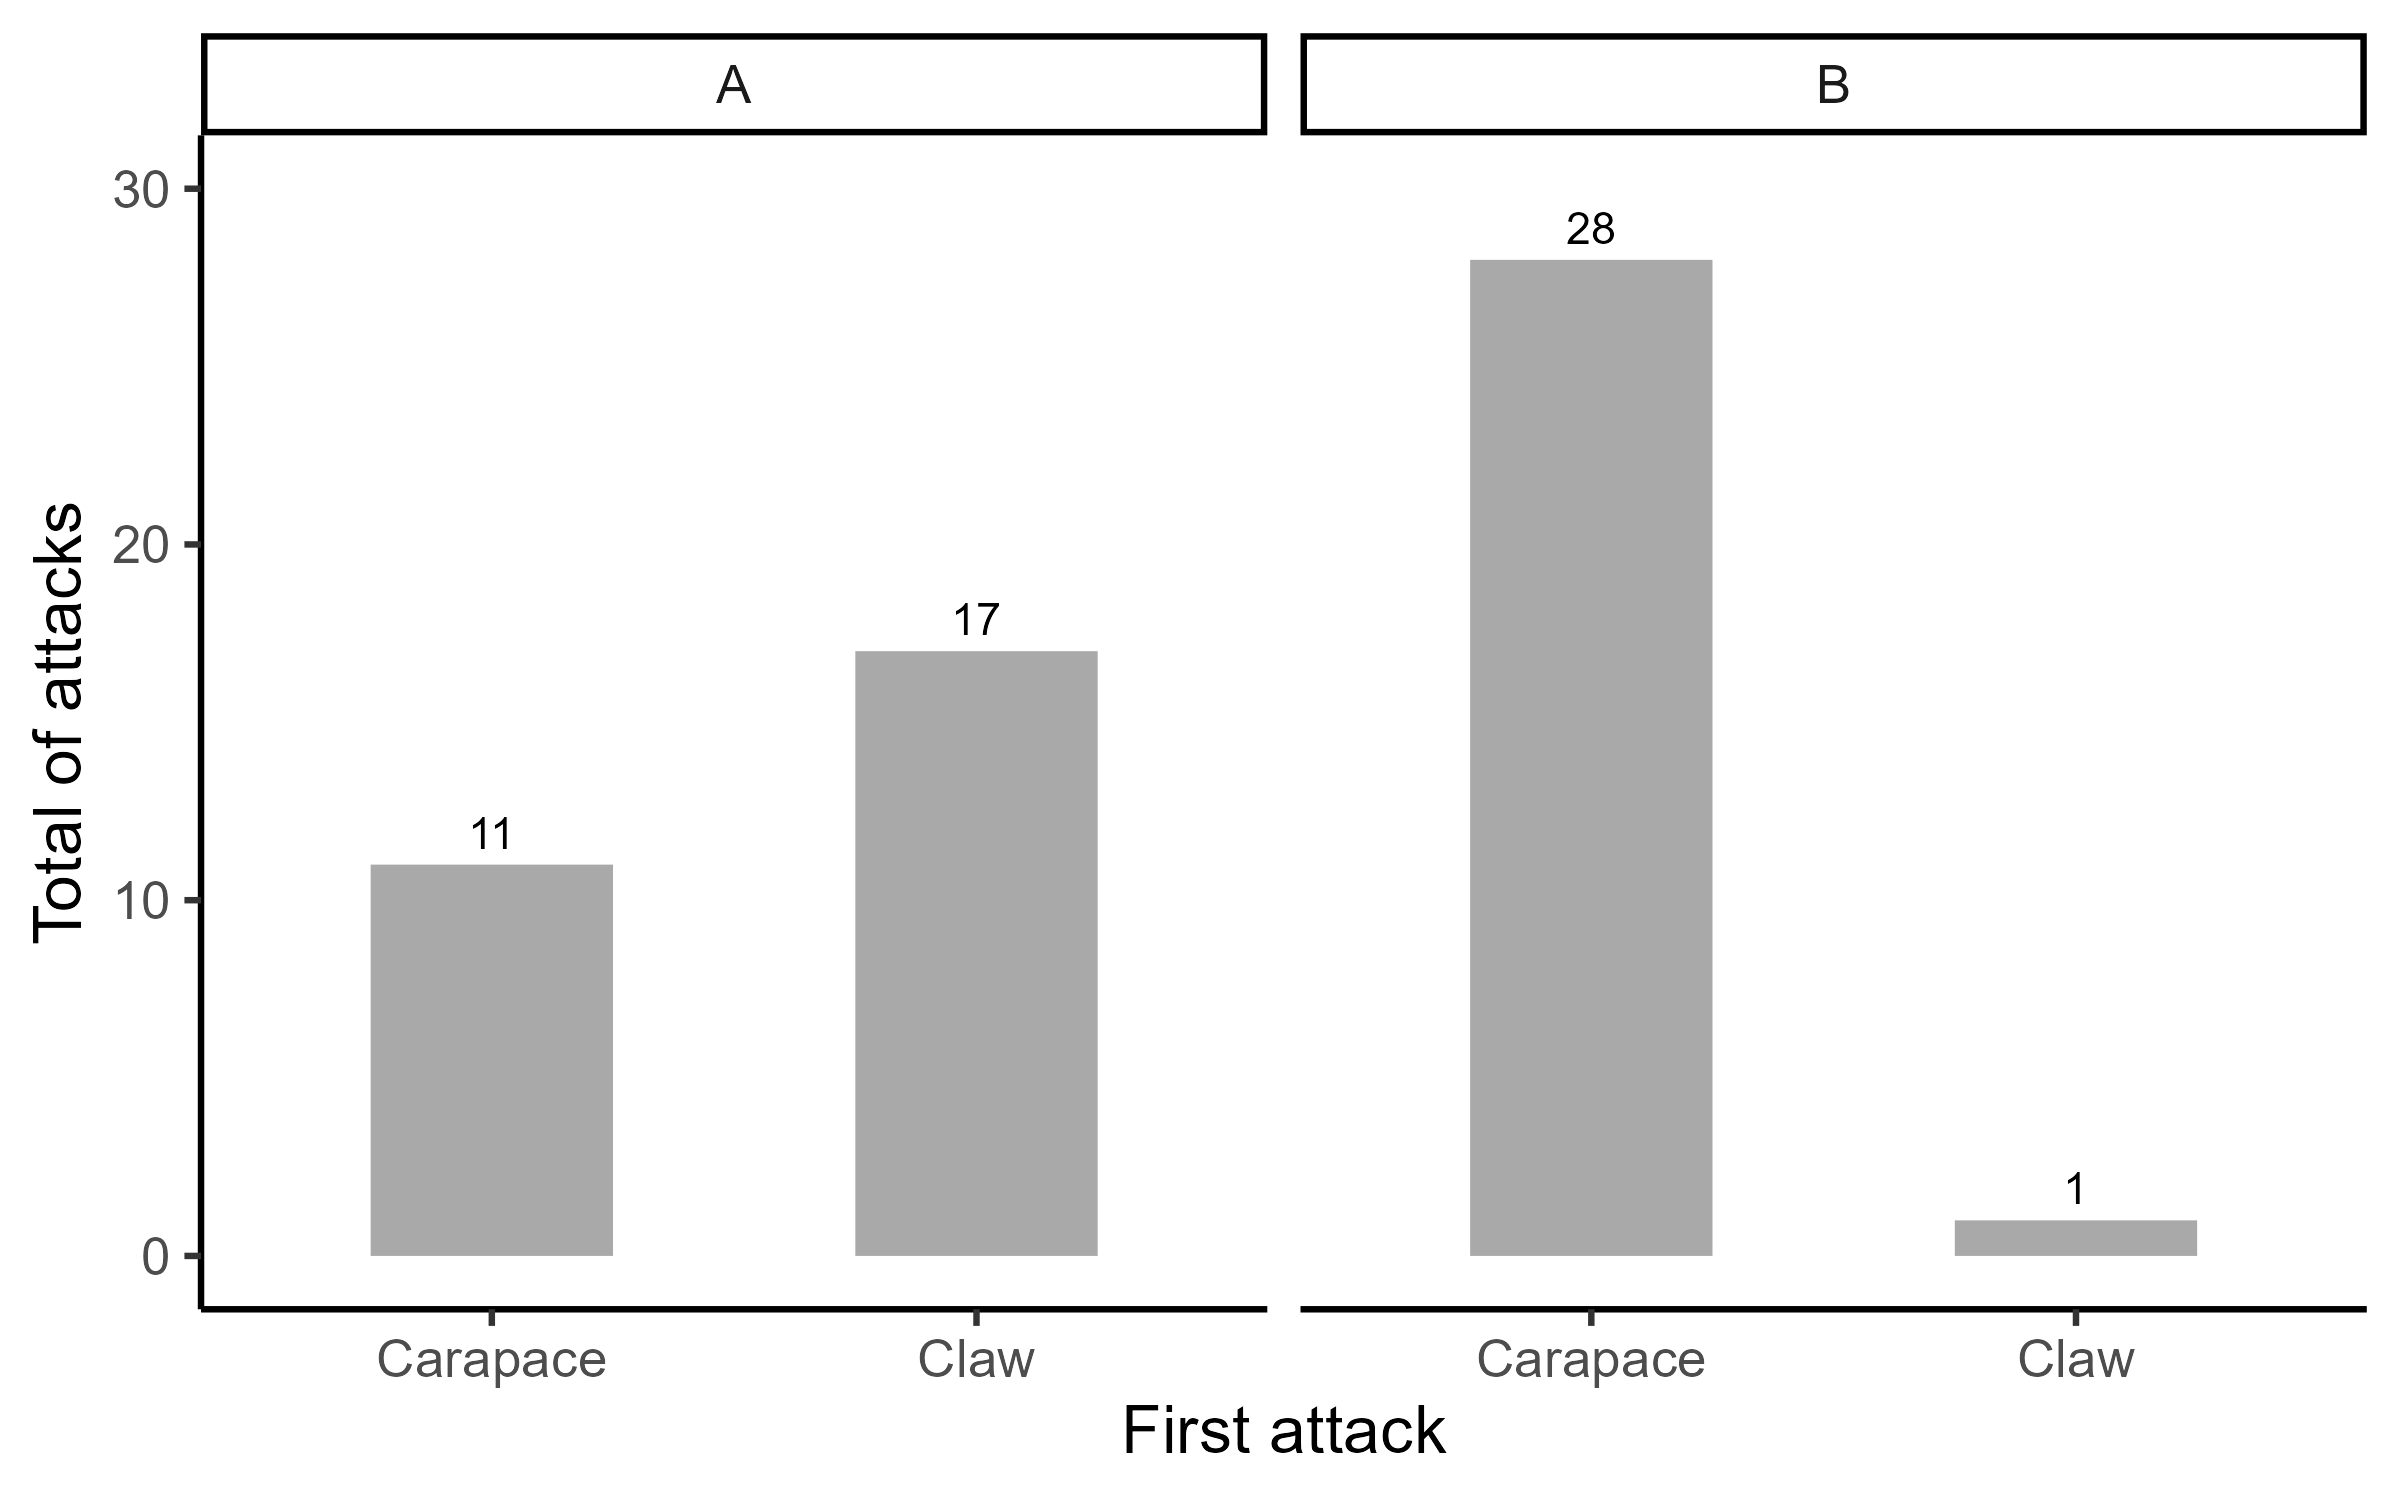 A
B
Total of attacks
30
20
10
0
11
17
28
1
Carapace
Claw
Carapace
Claw
First attack